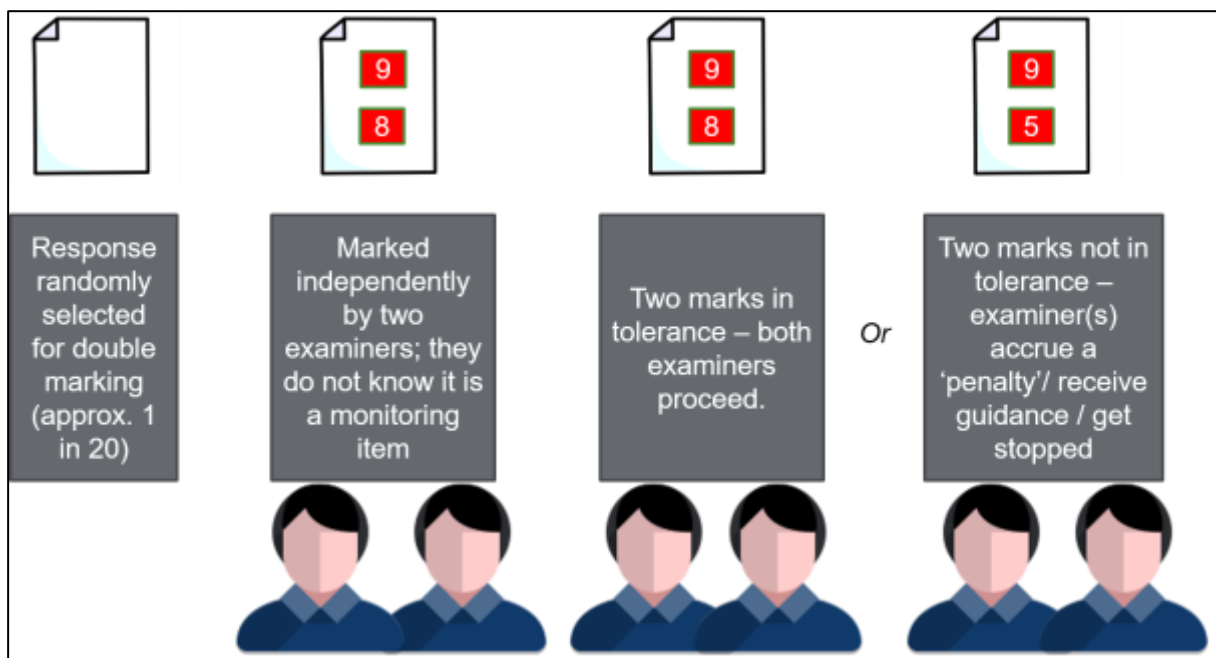 9
8
9
8
9
5
Response
randomly
selected
for double
marking
(approx. 1
in 20)
Marked
independently
by two
examiners; they
do not know it is
a monitoring
item
Two marks in
tolerance – both
examiners
proceed.
Or
Two marks not in
tolerance –
examiner(s)
accrue a
‘penalty’/ receive
guidance / get
stopped